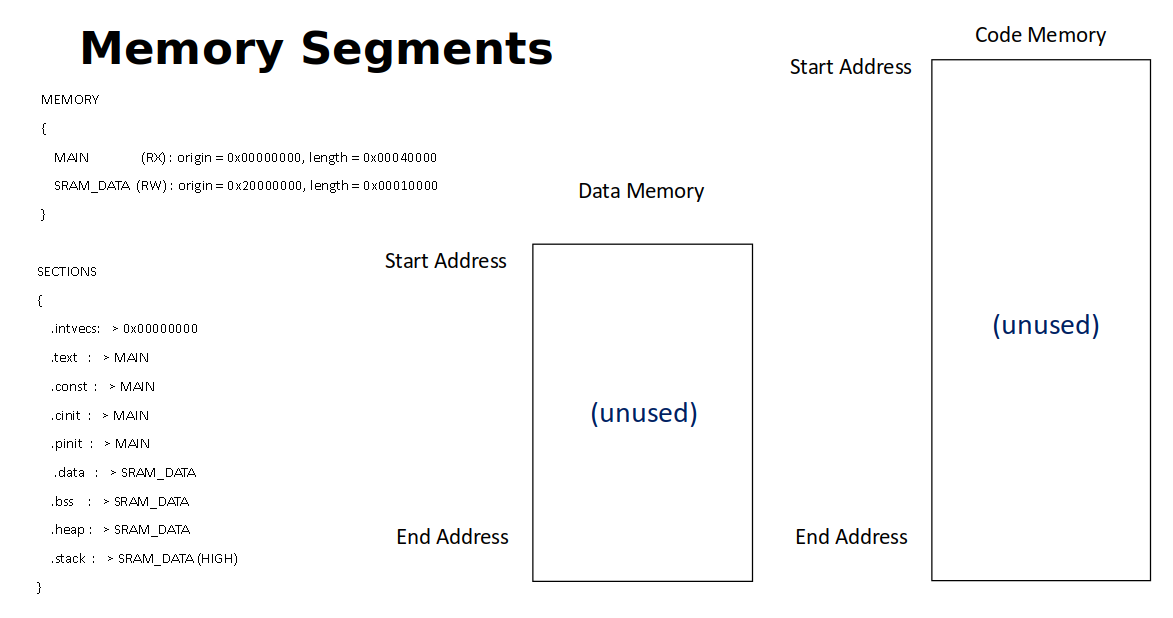 Memory Segments
MEMORY
{
MAIN (RX) : origin = 0x00000000, length = 0x00040000
SRAM_DATA (RW) : origin = 0x20000000, length = 0x00010000
}
SECTIONS
{
.intvecs: > 0x00000000
.text : > MAIN
.const : > MAIN
.cinit : > MAIN
.pinit : > MAIN
.data : > SRAM_DATA
.bss : > SRAM_DATA
.heap : > SRAM_DATA
.stack : > SRAM_DATA (HIGH)
}
Data Memory
Start Address
(unused)
End Address
Code Memory
Start Address
(unused)
End Address